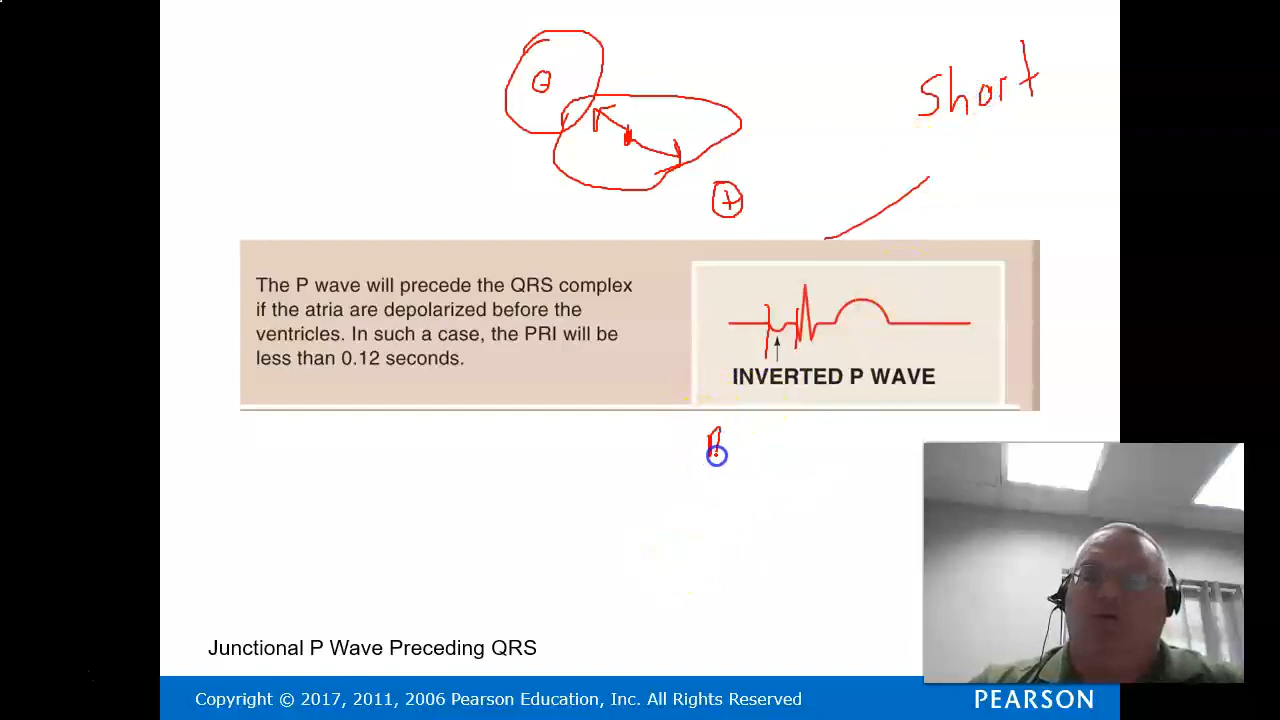 Short
The P wave will precede the QRS complex
if the atria are depolarized before the
ventricles. In such a case, the PRI will be
less than 0.12 seconds.
INVERTED P WAVE
Junctional P Wave Preceding QRS
Copyright © 2017, 2011, 2006 Pearson Education, Inc. All Rights Reserved
PEARSON